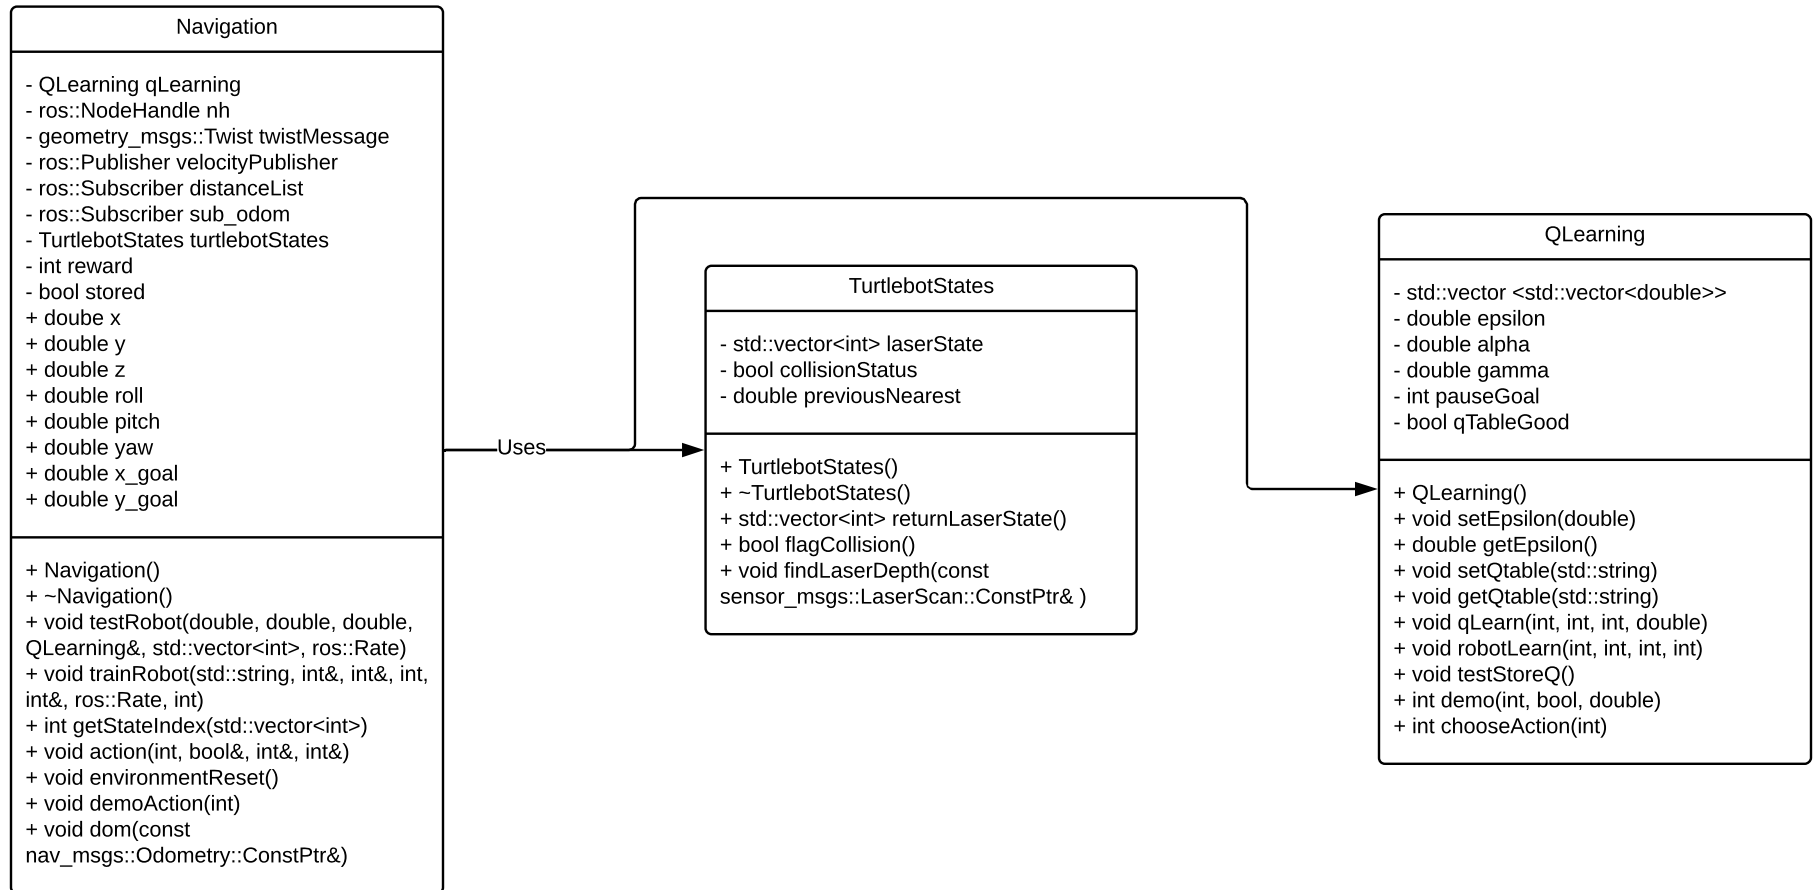 Navigation
- QLearning qLearning
- ros::NodeHandle nh
- geometry_msgs::Twist twistMessage
- ros::Publisher velocityPublisher
- ros::Subscriber distanceList
- ros::Subscriber sub_odom
- TurtlebotStates turtlebotStates
- int reward
- bool stored
+ doube x
+ double y
+ double z
+ double roll
+ double pitch
+ double yaw
+ double x_goal
+ double y_goal
+ Navigation()
+ ~Navigation()
+ void testRobot(double, double, double,
QLearning&, std::vector<int>, ros::Rate)
+ void trainRobot(std::string, int&, int&, int,
int&, ros::Rate, int)
+ int getStateIndex(std::vector<int>)
+ void action(int, bool&, int&, int&)
+ void environmentReset()
+ void demoAction(int)
+ void dom(const
nav_msgs::Odometry::ConstPtr&)
Uses
TurtlebotStates
- std::vector<int> laserState
- bool collisionStatus
- double previousNearest
+ TurtlebotStates()
+ ~TurtlebotStates()
+ std::vector<int> returnLaserState()
+ bool flagCollision()
+ void findLaserDepth(const
sensor_msgs::LaserScan::ConstPtr& )
QLearning
- std::vector <std::vector<double>>
- double epsilon
- double alpha
- double gamma
- int pauseGoal
- bool qTableGood
+ QLearning()
+ void setEpsilon(double)
+ double getEpsilon()
+ void setQtable(std::string)
+ void getQtable(std::string)
+ void qLearn(int, int, int, double)
+ void robotLearn(int, int, int, int)
+ void testStoreQ()
+ int demo(int, bool, double)
+ int chooseAction(int)